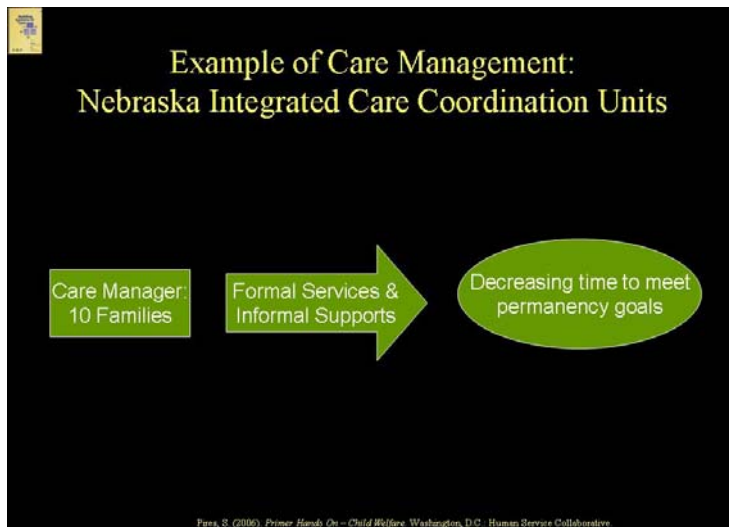 Example of Care Management:
Nebraska Integrated Care Coordination Units
Care Manager:
10 Families
Formal Services &
Informal Supports
Decreasing time to meet
permanency goals
Pires, S. (2006). Primer Hands On – Child Welfare. Washington, D.C.: Human Service Collaborative